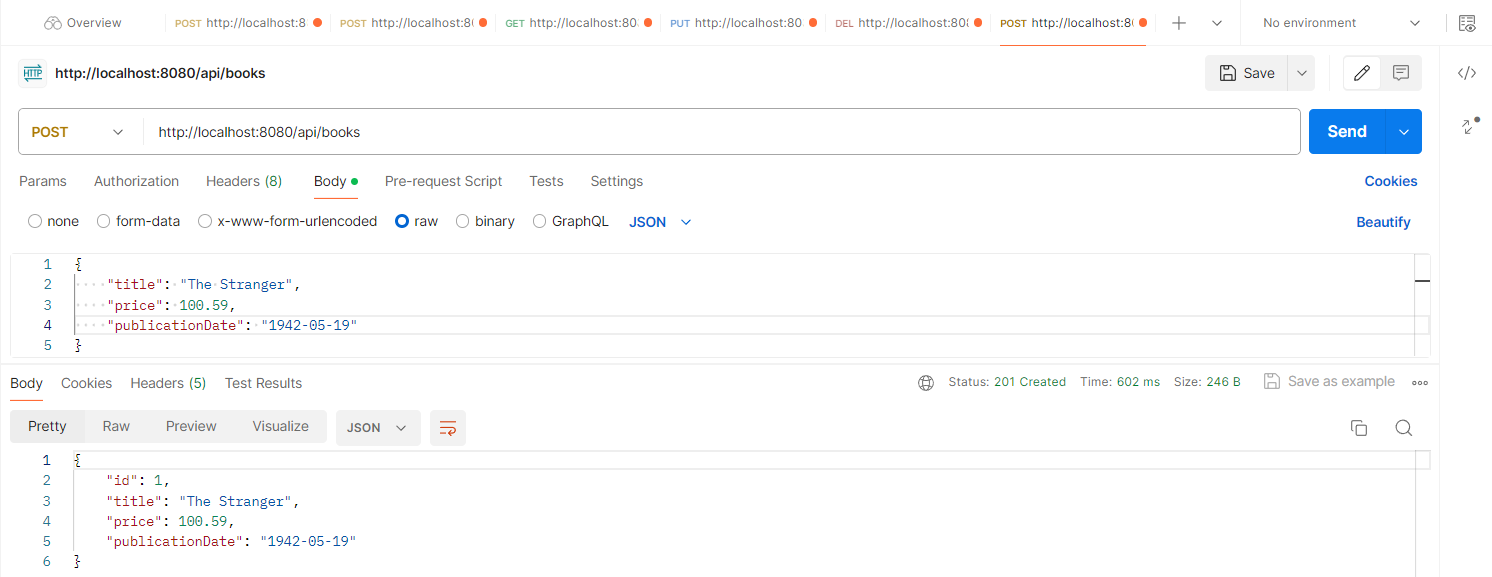 Overview POST http://localhost:8 POST http://localhost:8 GET http://localhost:80 PUT http://localhost:80 DEL http://localhost:80 POST http://localhost:8 No environment
HTTP http://localhost:8080/api/books Save
POST http://localhost:8080/api/books Send
Params Authorization Headers (8) Body Pre-request Script Tests Settings Cookies
none form-data x-www-form-urlencoded raw binary GraphQL JSON Beautify
1 {
2 "title": "The Stranger",
3 "price": 100.59,
4 "publicationDate": "1942-05-19"
5 }
Body Cookies Headers (5) Test Results Status: 201 Created Time: 602 ms Size: 246 B Save as example
Pretty Raw Preview Visualize JSON
1 {
2 "id": 1,
3 "title": "The Stranger",
4 "price": 100.59,
5 "publicationDate": "1942-05-19"
6 }